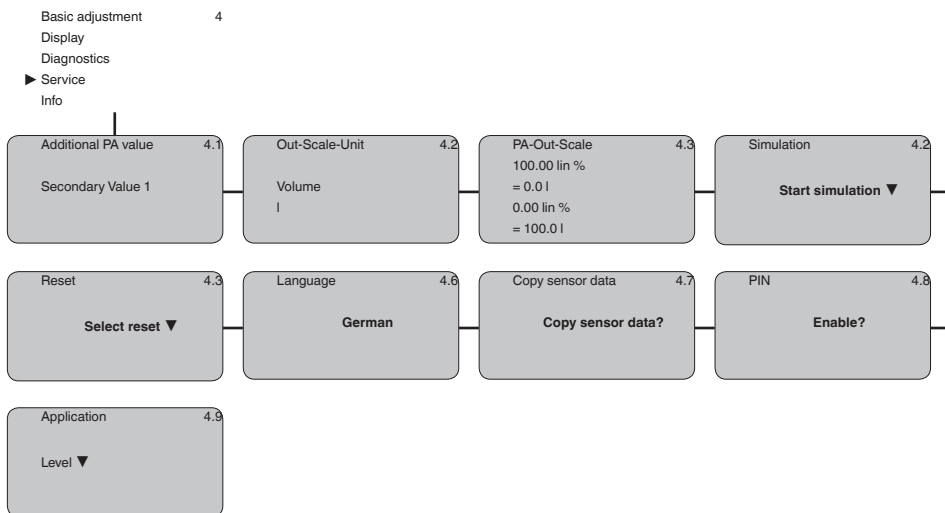 Basic adjustment 4
Display
Diagnostics
▶ Service
Info
Additional PA value 4.1
Secondary Value 1
Out-Scale-Unit 4.2
Volume
l
PA-Out-Scale 4.3
100.00 lin %
= 0.0 l
0.00 lin %
= 100.0 l
Simulation 4.2
Start simulation ▼
Reset 4.3
Select reset ▼
Language 4.6
German
Copy sensor data 4.7
Copy sensor data?
PIN 4.8
Enable?
Application 4.9
Level ▼